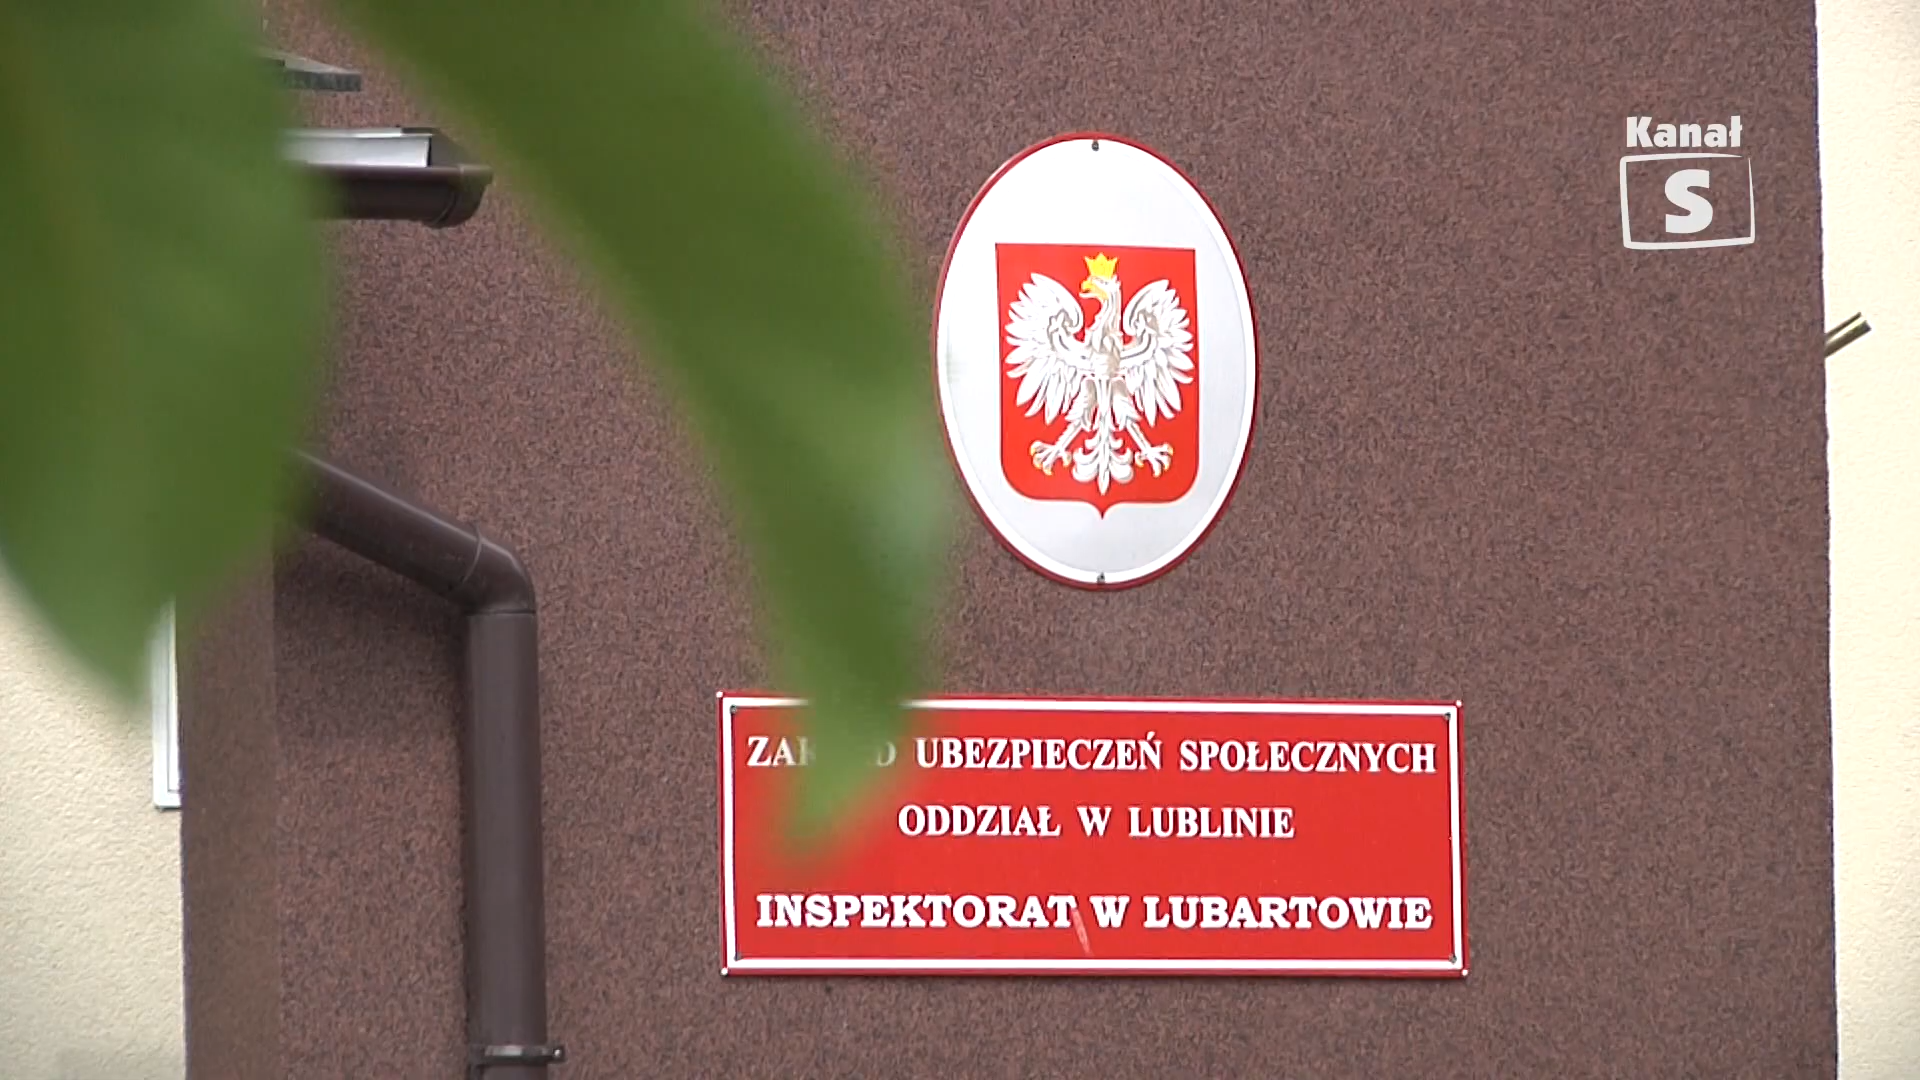 Kanał
S
UBEZPIECZEŃ SPOŁECZNYCH
ODDZIAŁ W LUBLINIE
INSPEKTORAT W LUBARTOWIE